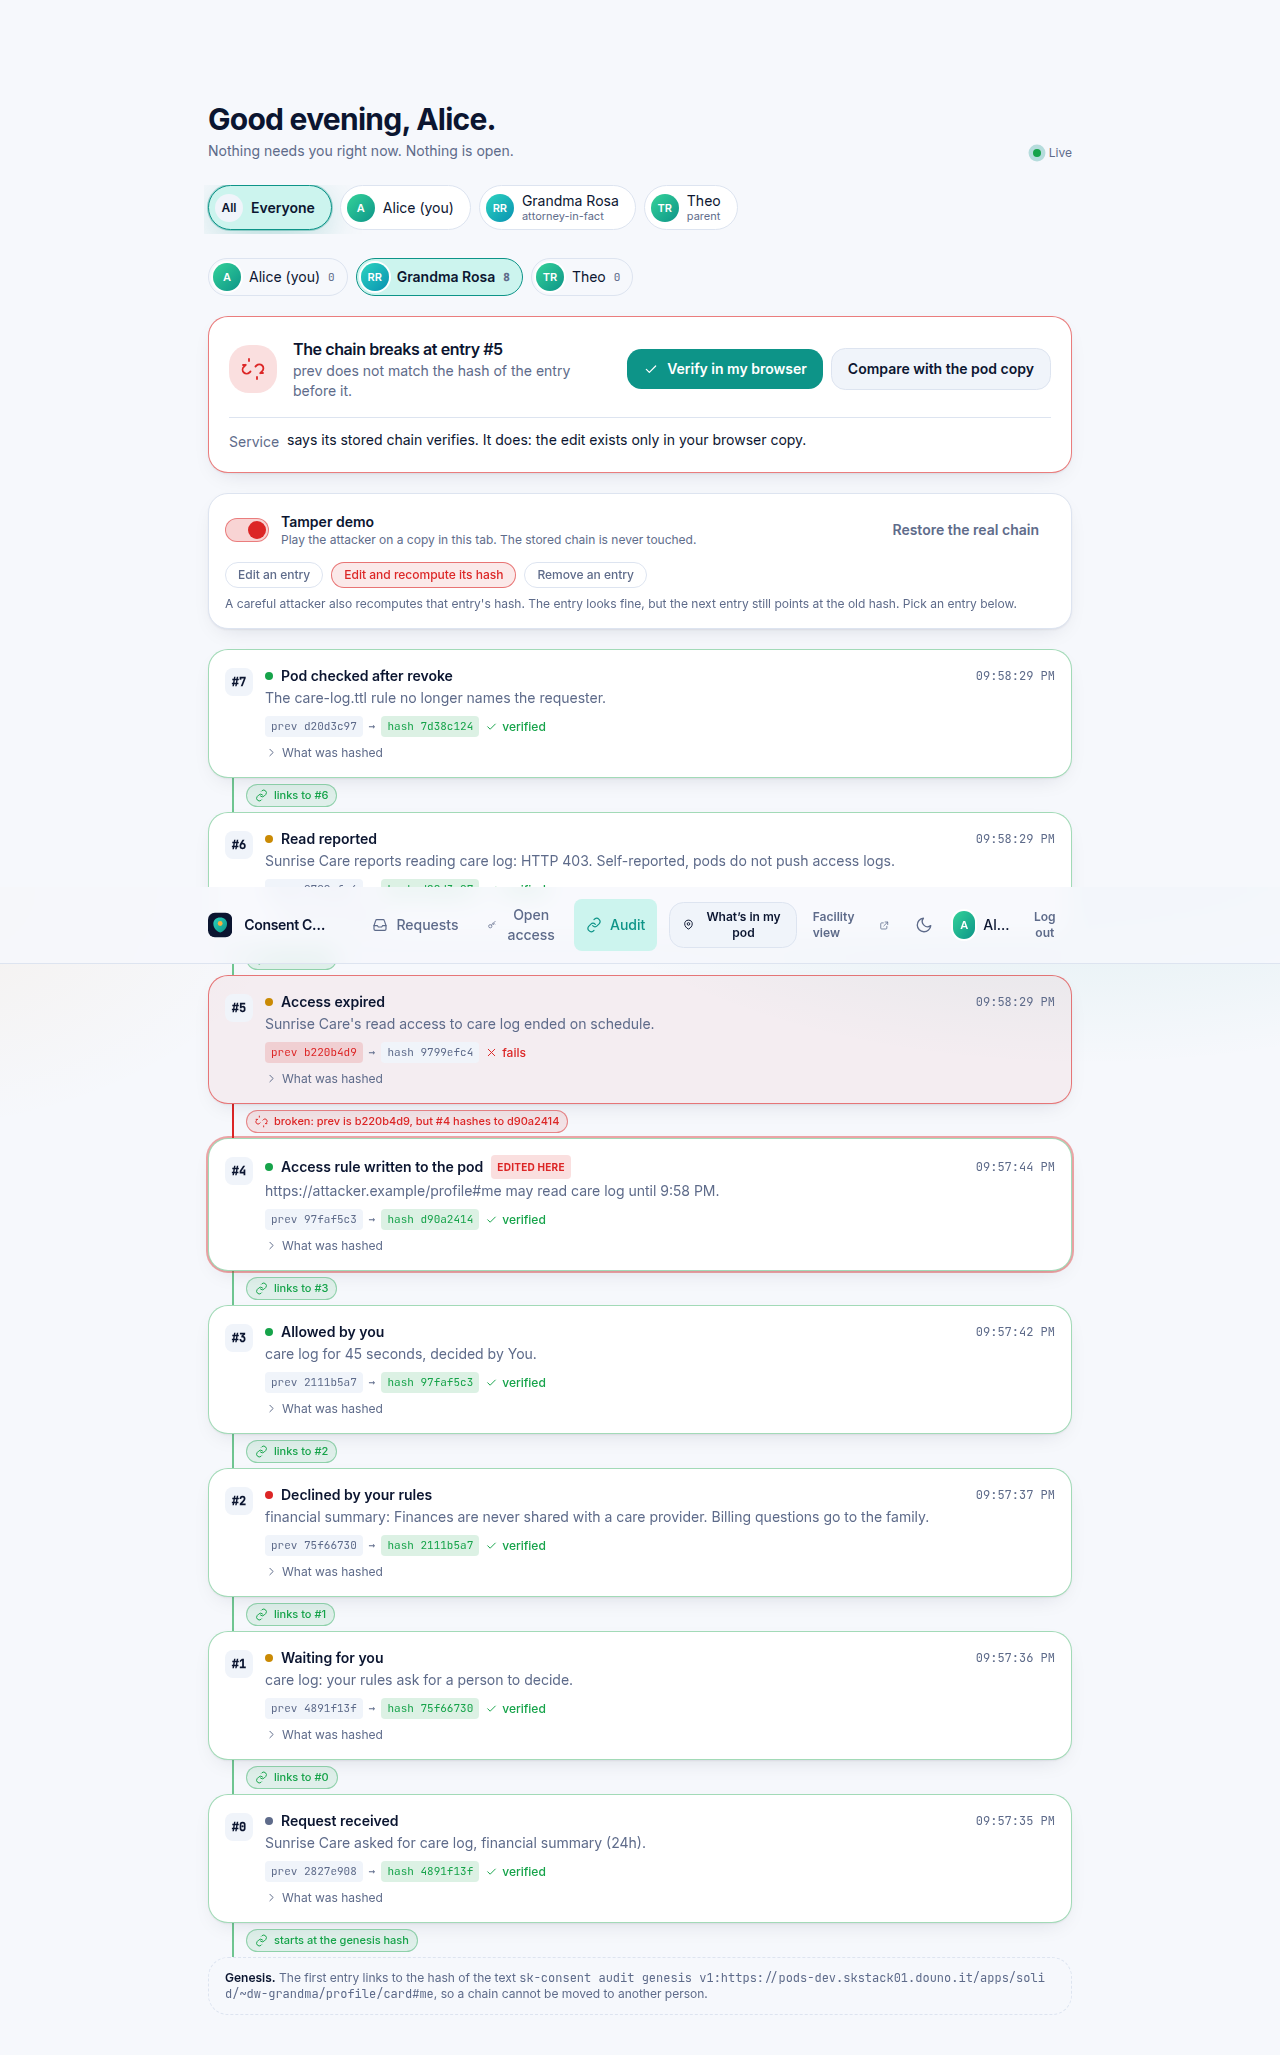 Good evening, Alice.
Nothing needs you right now. Nothing is open.
Live
All Everyone
A Alice (you)
RR Grandma Rosa
attorney-in-fact
TR Theo
parent
A Alice (you) 0
RR Grandma Rosa 8
TR Theo 0
The chain breaks at entry #5
prev does not match the hash of the entry
before it.
Verify in my browser
Compare with the pod copy
Service says its stored chain verifies. It does: the edit exists only in your browser copy.
Tamper demo
Play the attacker on a copy in this tab. The stored chain is never touched.
Restore the real chain
Edit an entry
Edit and recompute its hash
Remove an entry
A careful attacker also recomputes that entry's hash. The entry looks fine, but the next entry still points at the old hash. Pick an entry below.
#7 Pod checked after revoke 09:58:29 PM
The care-log.ttl rule no longer names the requester.
prev d20d3c97 → hash 7d38c124 verified
What was hashed
links to #6
#6 Read reported 09:58:29 PM
Sunrise Care reports reading care log: HTTP 403. Self-reported, pods do not push access logs.
Consent C...
Requests
Open
access
Audit
What's in my
pod
Facility
view
A Al...
Log
out
#5 Access expired 09:58:29 PM
Sunrise Care's read access to care log ended on schedule.
prev b220b4d9 → hash 9799efc4 fails
What was hashed
broken: prev is b220b4d9, but #4 hashes to d90a2414
#4 Access rule written to the pod EDITED HERE 09:57:44 PM
https://attacker.example/profile#me may read care log until 9:58 PM.
prev 97faf5c3 → hash d90a2414 verified
What was hashed
links to #3
#3 Allowed by you 09:57:42 PM
care log for 45 seconds, decided by You.
prev 2111b5a7 → hash 97faf5c3 verified
What was hashed
links to #2
#2 Declined by your rules 09:57:37 PM
financial summary: Finances are never shared with a care provider. Billing questions go to the family.
prev 75f66730 → hash 2111b5a7 verified
What was hashed
links to #1
#1 Waiting for you 09:57:36 PM
care log: your rules ask for a person to decide.
prev 4891f13f → hash 75f66730 verified
What was hashed
links to #0
#0 Request received 09:57:35 PM
Sunrise Care asked for care log, financial summary (24h).
prev 2827e908 → hash 4891f13f verified
What was hashed
starts at the genesis hash
Genesis. The first entry links to the hash of the text sk-consent audit genesis v1:https://pods-dev.skstack01.douno.it/apps/soli
d/~dw-grandma/profile/card#me, so a chain cannot be moved to another person.